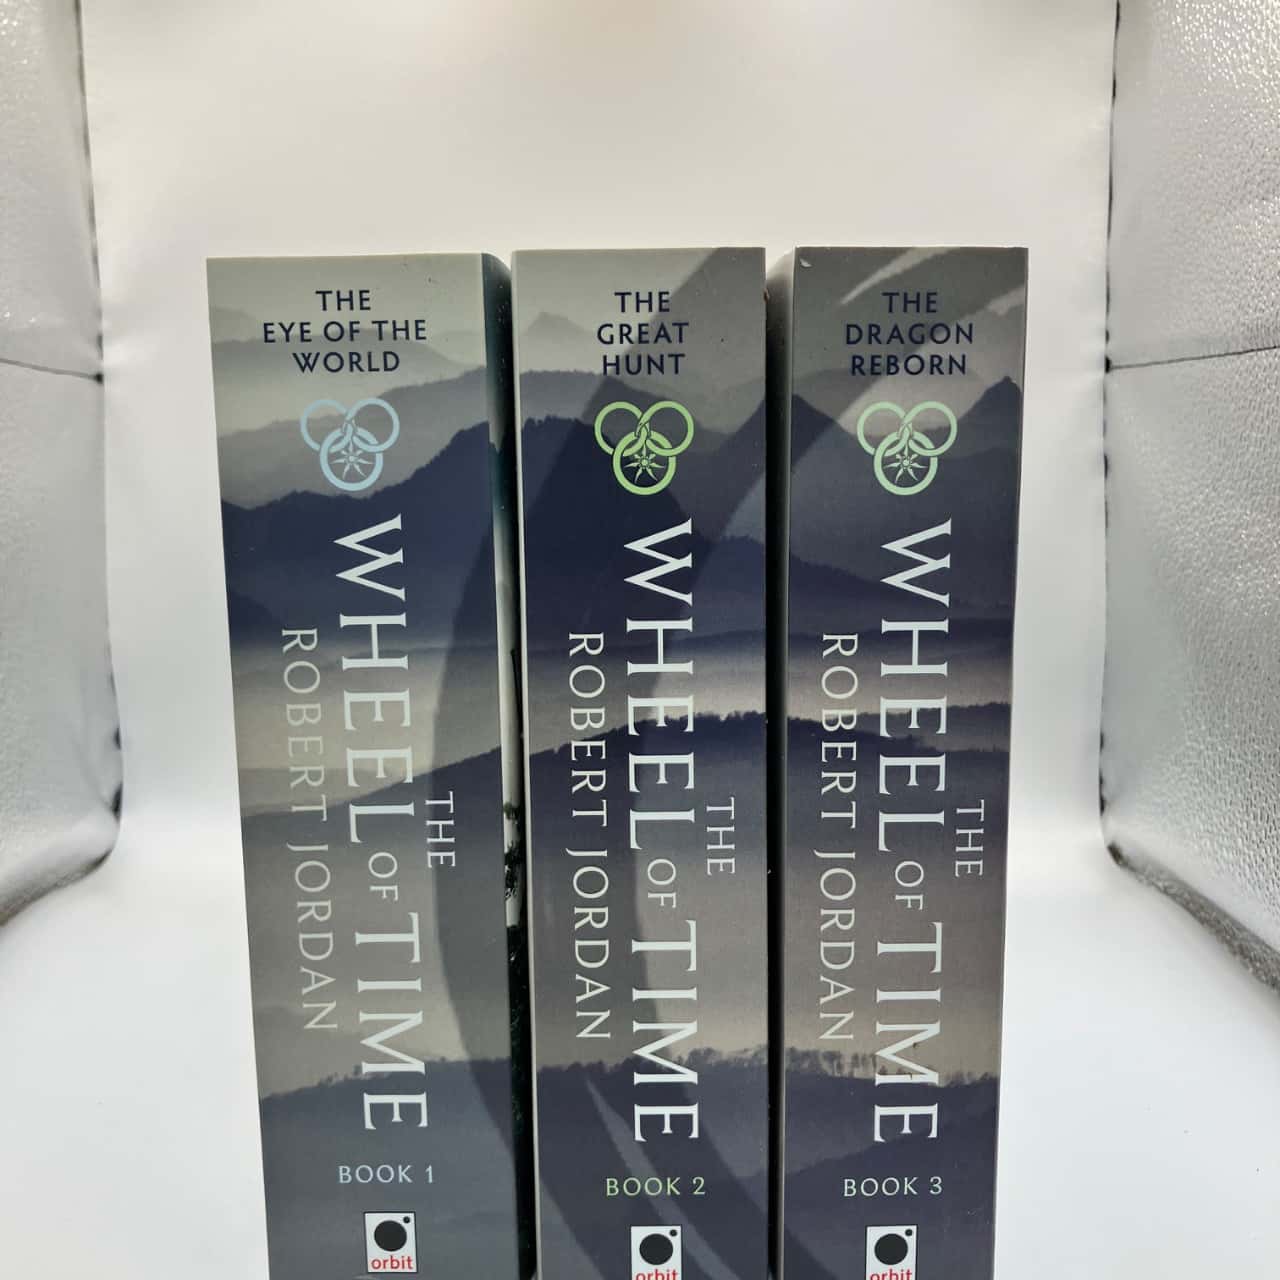 THE
EYE OF THE
WORLD
THE
WHEEL OF TIME
ROBERT JORDAN
BOOK 1
orbit
THE
GREAT
HUNT
THE
WHEEL OF TIME
ROBERT JORDAN
BOOK 2
orbit
THE
DRAGON
REBORN
THE
WHEEL OF TIME
ROBERT JORDAN
BOOK 3
orbit